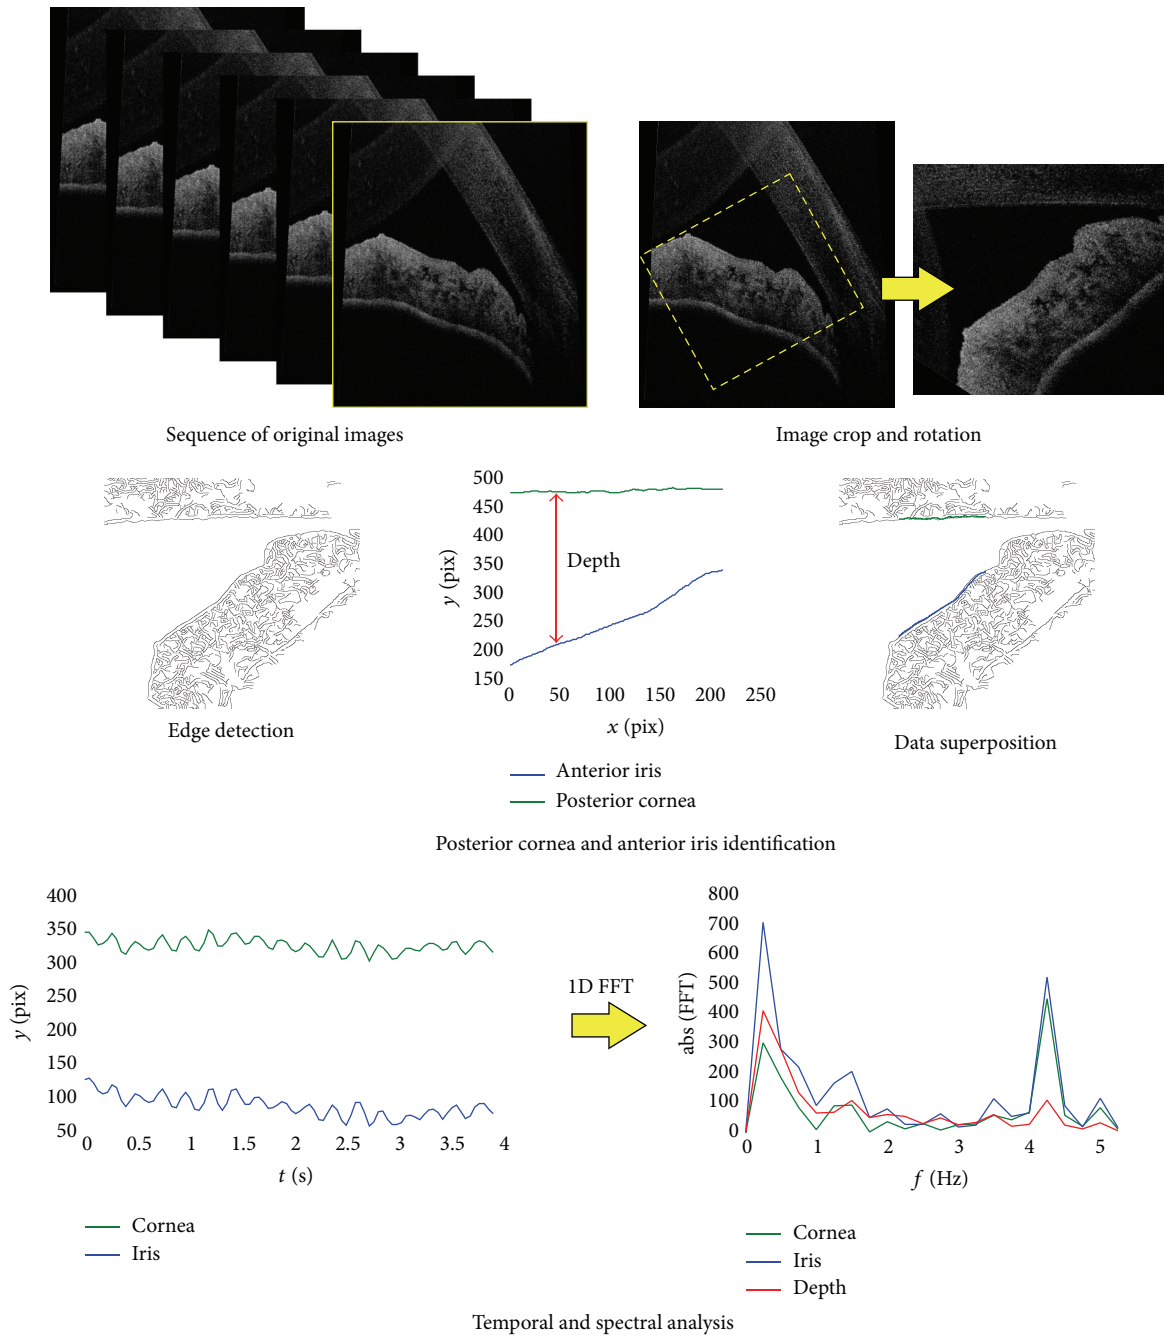 Sequence of original images
Image crop and rotation
500
450
400
350
300
250
200
150
y (pix)
Depth
0 50 100 150 200 250
x (pix)
Anterior iris
Posterior cornea
Edge detection
Data superposition
Posterior cornea and anterior iris identification
400
350
300
250
200
150
100
50
y (pix)
0 0.5 1 1.5 2 2.5 3 3.5 4
t (s)
Cornea
Iris
1D FFT
800
700
600
500
400
300
200
100
0
abs (FFT)
0 1 2 3 4 5
f (Hz)
Cornea
Iris
Depth
Temporal and spectral analysis